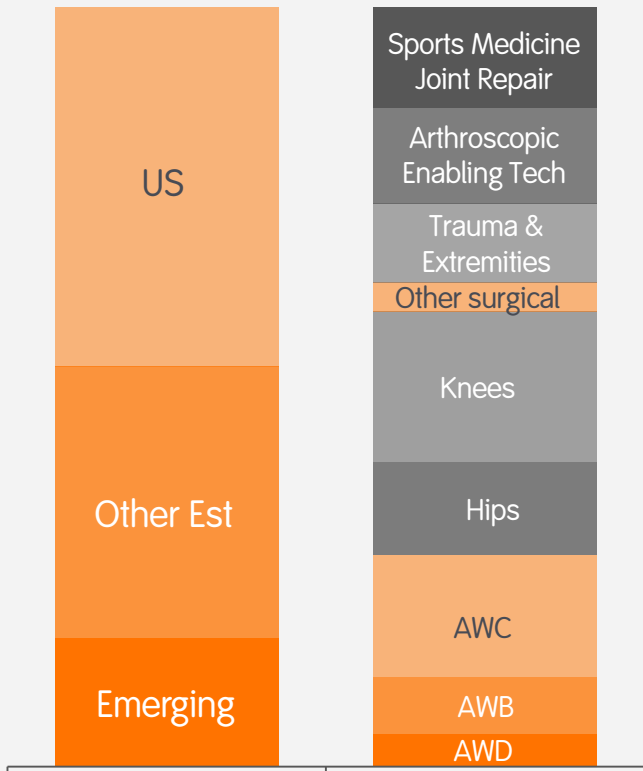 US
Other Est
Emerging
Sports Medicine
Joint Repair
Arthroscopic
Enabling Tech
Trauma &
Extremities
Other surgical
Knees
Hips
AWC
AWB
AWD